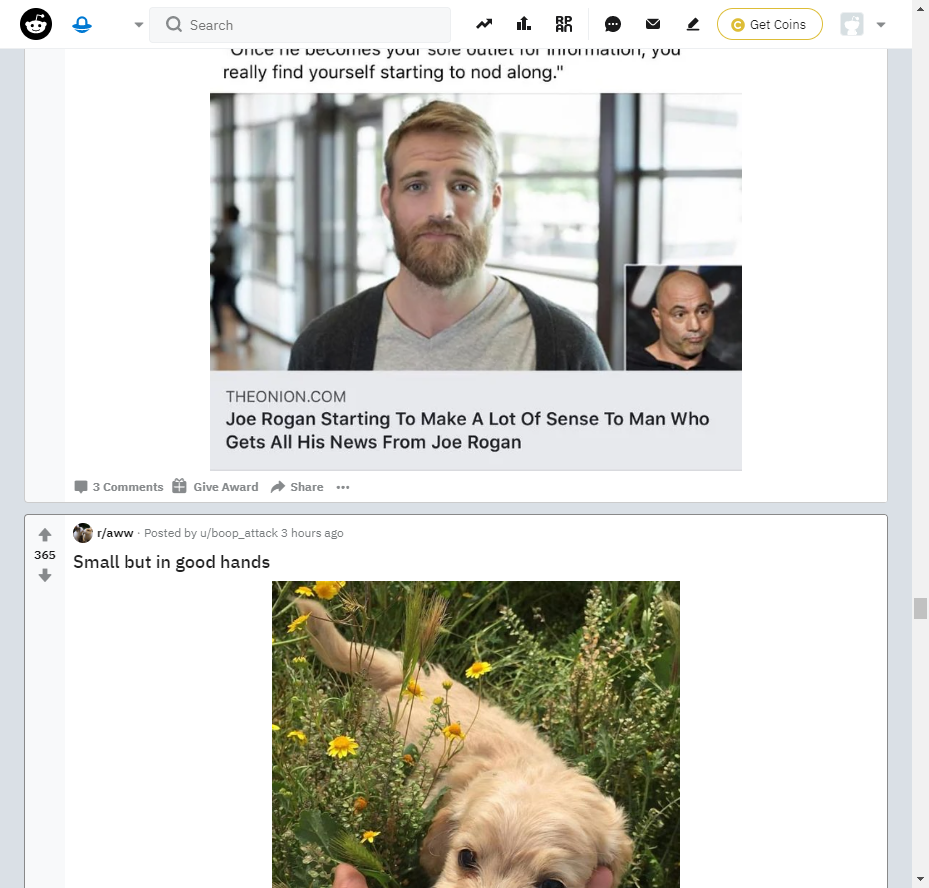 Search
Get Coins
"Once he becomes your sole outlet for information, you
really find yourself starting to nod along."
THEONION.COM
Joe Rogan Starting To Make A Lot Of Sense To Man Who
Gets All His News From Joe Rogan
3 Comments Give Award Share
r/aww · Posted by u/boop_attack 3 hours ago
365
Small but in good hands